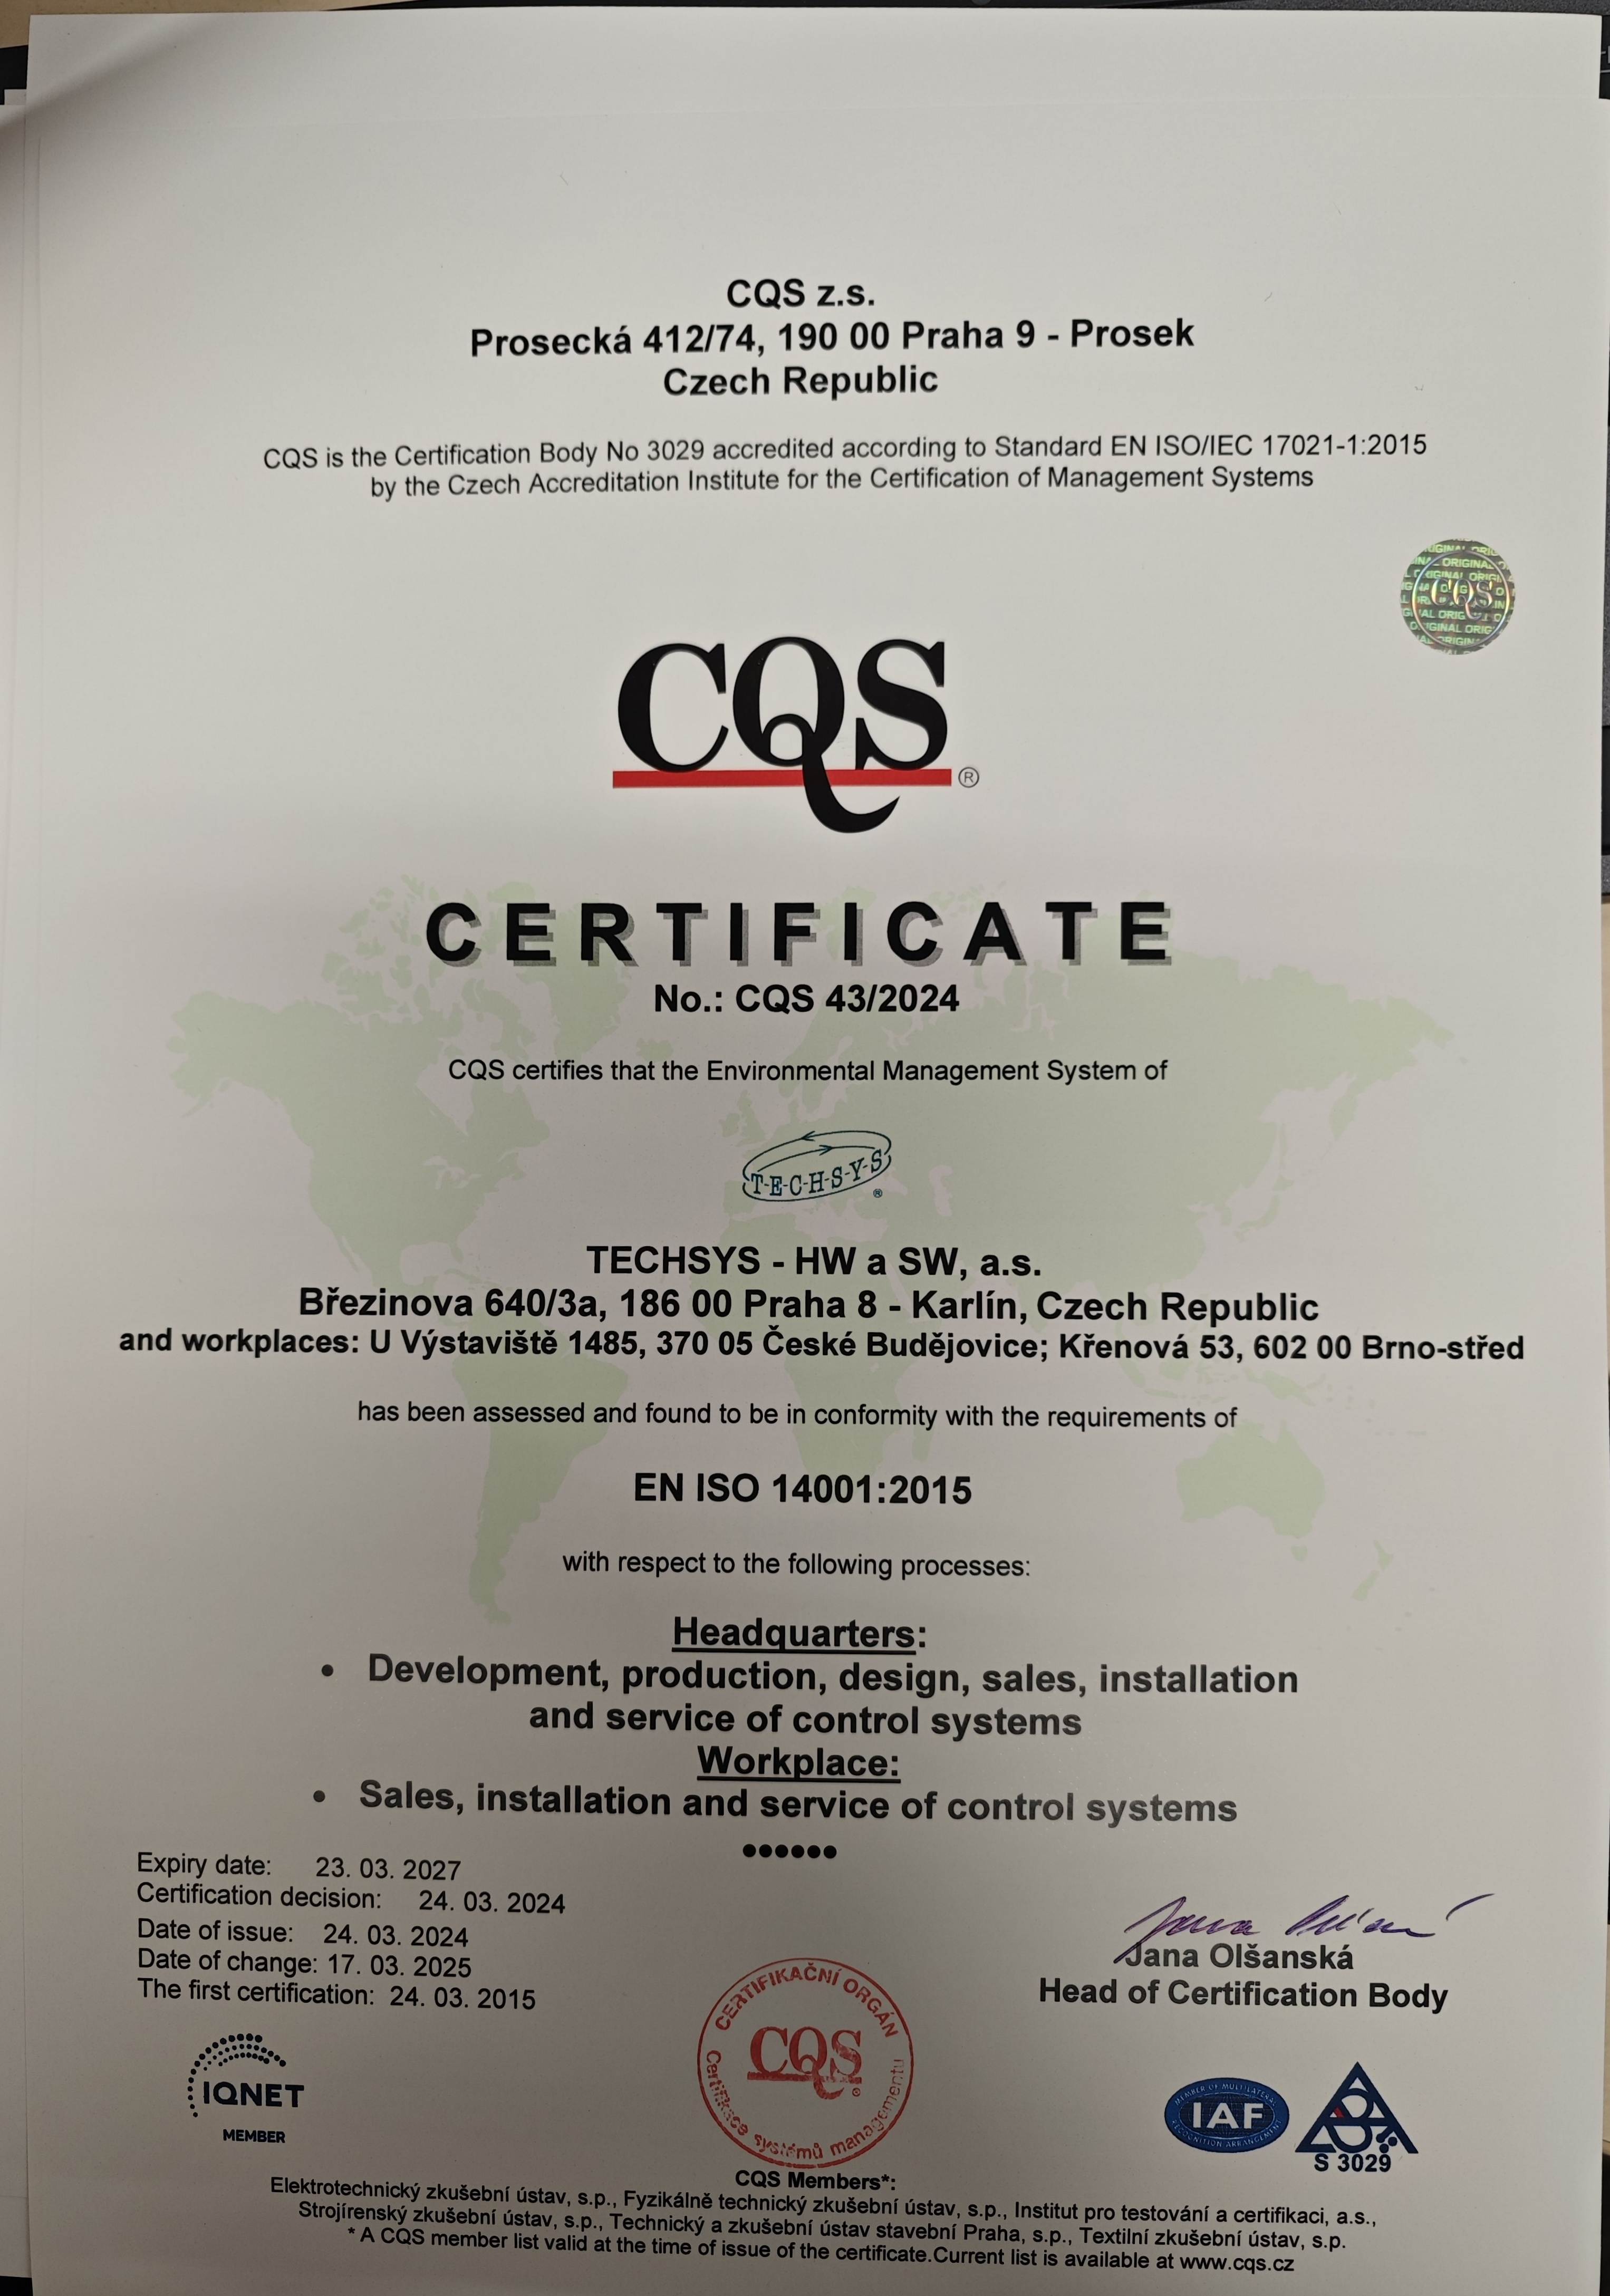 CQS z.s.
Prosecká 412/74, 190 00 Praha 9 - Prosek
Czech Republic
CQS is the Certification Body No 3029 accredited according to Standard EN ISO/IEC 17021-1:2015
by the Czech Accreditation Institute for the Certification of Management Systems
CQS
CQS®
CERTIFICATE
No.: CQS 43/2024
CQS certifies that the Environmental Management System of
T-E-C-H-S-Y-S®
TECHSYS - HW a SW, a.s.
Březinova 640/3a, 186 00 Praha 8 - Karlín, Czech Republic
and workplaces: U Výstaviště 1485, 370 05 České Budějovice; Křenová 53, 602 00 Brno-střed
has been assessed and found to be in conformity with the requirements of
EN ISO 14001:2015
with respect to the following processes:
Headquarters:
• Development, production, design, sales, installation
and service of control systems
Workplace:
• Sales, installation and service of control systems
••••••
Expiry date: 23. 03. 2027
Certification decision: 24. 03. 2024
Date of issue: 24. 03. 2024
Date of change: 17. 03. 2025
The first certification: 24. 03. 2015
Jana Olšanská
Head of Certification Body
IQNET
MEMBER
CERTIFIKAČNÍ ORGÁN
CQS®
Certifikace systémů managementu
MEMBER OF MULTILATERAL
IAF
RECOGNITION ARRANGEMENT
S 3029
CQS Members*:
Elektrotechnický zkušební ústav, s.p., Fyzikálně technický zkušební ústav, s.p., Institut pro testování a certifikaci, a.s.,
Strojírenský zkušební ústav, s.p., Technický a zkušební ústav stavební Praha, s.p., Textilní zkušební ústav, s.p.
* A CQS member list valid at the time of issue of the certificate.Current list is available at www.cqs.cz